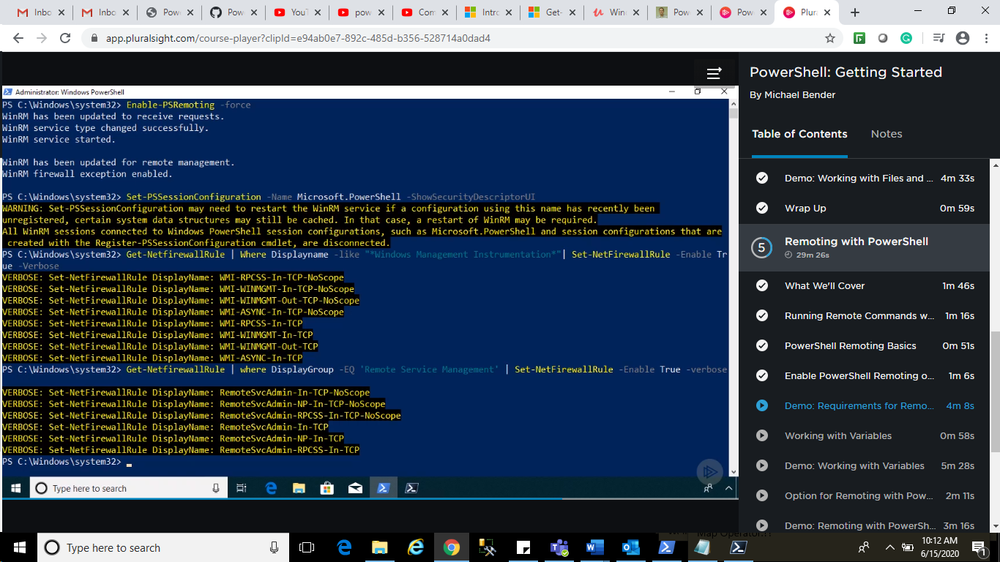 Inbo
Inbo
Pow
Pow
YouT
pow
Com
Intro
Get-
Win
Pow
Pow
Plura
app.pluralsight.com/course-player?clipId=e94ab0e7-892c-485d-b356-528714a0dad4
Administrator: Windows PowerShell
PS C:\Windows\system32> Enable-PSRemoting -force
WinRM has been updated to receive requests.
WinRM service type changed successfully.
WinRM service started.
WinRM has been updated for remote management.
WinRM firewall exception enabled.
PS C:\Windows\system32> Set-PSSessionConfiguration -Name Microsoft.PowerShell -ShowSecurityDescriptorUI
WARNING: Set-PSSessionConfiguration may need to restart the WinRM service if a configuration using this name has recently been
unregistered, certain system data structures may still be cached. In that case, a restart of WinRM may be required.
All WinRM sessions connected to Windows PowerShell session configurations, such as Microsoft.PowerShell and session configurations that are
created with the Register-PSSessionConfiguration cmdlet, are disconnected.
PS C:\Windows\system32> Get-NetfirewallRule | Where Displayname -like "*Windows Management Instrumentation*"| Set-NetFirewallRule -Enable Tr
ue -Verbose
VERBOSE: Set-NetFirewallRule DisplayName: WMI-RPCSS-In-TCP-NoScope
VERBOSE: Set-NetFirewallRule DisplayName: WMI-WINMGMT-In-TCP-NoScope
VERBOSE: Set-NetFirewallRule DisplayName: WMI-WINMGMT-Out-TCP-NoScope
VERBOSE: Set-NetFirewallRule DisplayName: WMI-ASYNC-In-TCP-NoScope
VERBOSE: Set-NetFirewallRule DisplayName: WMI-RPCSS-In-TCP
VERBOSE: Set-NetFirewallRule DisplayName: WMI-WINMGMT-In-TCP
VERBOSE: Set-NetFirewallRule DisplayName: WMI-WINMGMT-Out-TCP
VERBOSE: Set-NetFirewallRule DisplayName: WMI-ASYNC-In-TCP
PS C:\Windows\system32> Get-NetfirewallRule | where DisplayGroup -EQ 'Remote Service Management' | Set-NetFirewallRule -Enable True -verbose
VERBOSE: Set-NetFirewallRule DisplayName: RemoteSvcAdmin-In-TCP-NoScope
VERBOSE: Set-NetFirewallRule DisplayName: RemoteSvcAdmin-NP-In-TCP-NoScope
VERBOSE: Set-NetFirewallRule DisplayName: RemoteSvcAdmin-RPCSS-In-TCP-NoScope
VERBOSE: Set-NetFirewallRule DisplayName: RemoteSvcAdmin-In-TCP
VERBOSE: Set-NetFirewallRule DisplayName: RemoteSvcAdmin-NP-In-TCP
VERBOSE: Set-NetFirewallRule DisplayName: RemoteSvcAdmin-RPCSS-In-TCP
PS C:\Windows\system32>
Type here to search
PowerShell: Getting Started
By Michael Bender
Table of Contents
Notes
Demo: Working with Files and ... 4m 33s
Wrap Up 0m 59s
5 Remoting with PowerShell
29m 26s
What We'll Cover 1m 46s
Running Remote Commands w... 1m 16s
PowerShell Remoting Basics 0m 51s
Enable PowerShell Remoting o... 1m 6s
Demo: Requirements for Remo... 4m 8s
Working with Variables 0m 58s
Demo: Working with Variables 5m 28s
Option for Remoting with Pow... 2m 11s
Demo: Remoting with PowerSh... 3m 16s
Type here to search
10:12 AM
6/15/2020
1